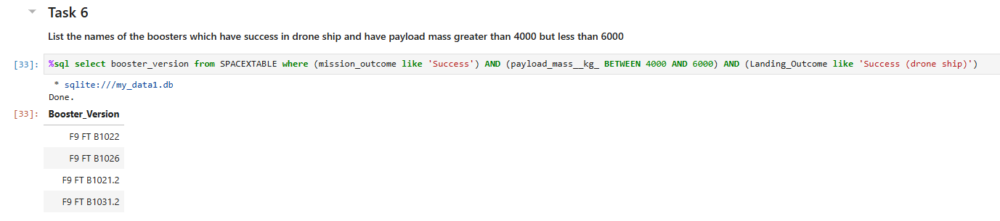 Task 6
List the names of the boosters which have success in drone ship and have payload mass greater than 4000 but less than 6000
[33]: %sql select booster_version from SPACEXTABLE where (mission_outcome like 'Success') AND (payload_mass__kg_ BETWEEN 4000 AND 6000) AND (Landing_Outcome like 'Success (drone ship)')
* sqlite:///my_data1.db
Done.
[33]: Booster_Version
F9 FT B1022
F9 FT B1026
F9 FT B1021.2
F9 FT B1031.2